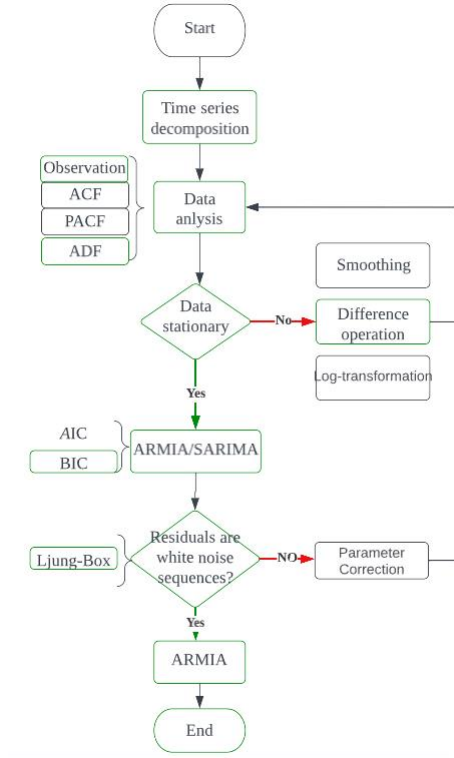 Start
Time series
decomposition
Observation
ACF
PACF
ADF
Data
anlysis
Smoothing
Data
stationary
No
Difference
operation
Log-transformation
Yes
AIC
BIC
ARMIA/SARIMA
Residuals are
white noise
sequences?
Ljung-Box
NO
Parameter
Correction
Yes
ARMIA
End